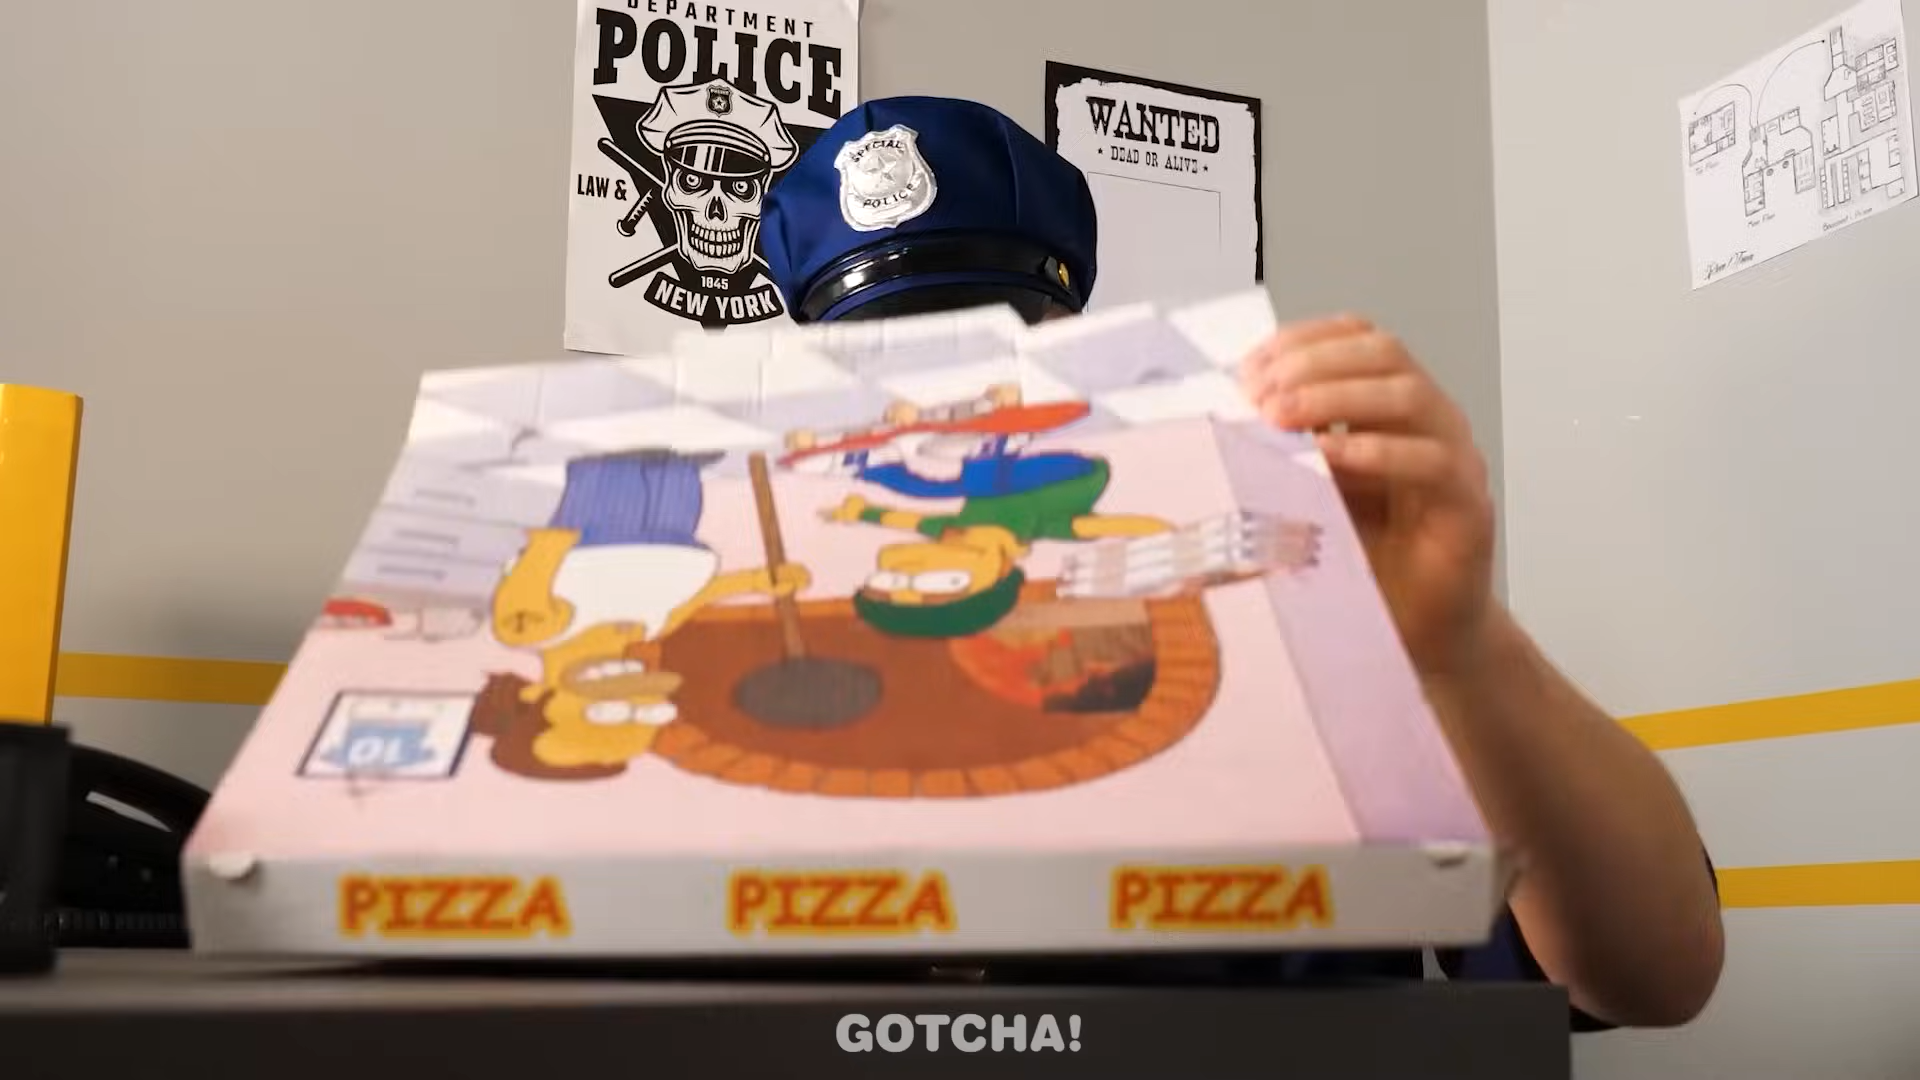 DEPARTMENT
POLICE
LAW &
1845
NEW YORK
SPECIAL
POLICE
WANTED
DEAD OR ALIVE
PIZZA PIZZA PIZZA
GOTCHA!